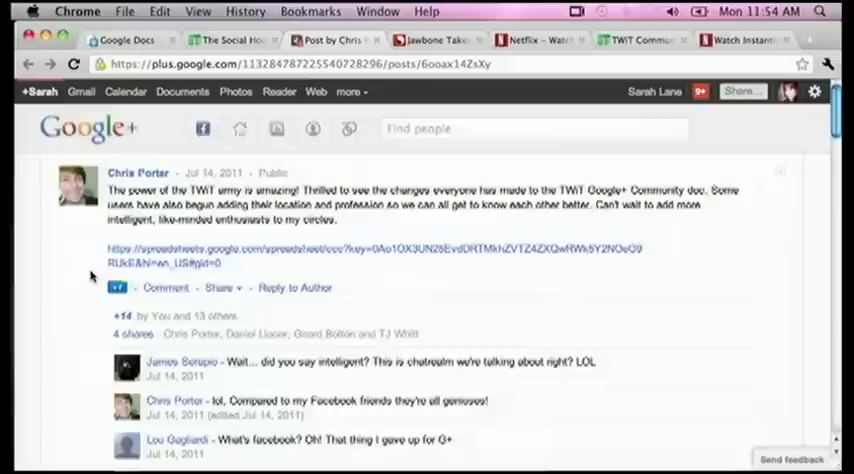 Chrome File Edit View History Bookmarks Window Help Mon 11:54 AM
Google Docs The Social Ho Post by Chris Jawbone Take Netflix – Watc TWiT Commu Watch Instant
https://plus.google.com/113284787225540728296/posts/6ooax14ZsXy
+Sarah Gmail Calendar Documents Photos Reader Web more Sarah Lane 9+ Share...
Google+ Find people
Chris Porter - Jul 14, 2011 - Public
The power of the TWiT army is amazing! Thrilled to see the changes everyone has made to the TWiT Google+ Community doc. Some
users have also begun adding their location and profession so we can all get to know each other better. Can't wait to add more
intelligent, like-minded enthusiasts to my circles.
+1 Comment - Share - Reply to Author
+14 by You and 13 others
4 shares - Chris Porter, Daniel Girard Bolton and TJ Whitt
James - Wait... did you say intelligent? This is chatrealm we're talking about right? LOL
Jul 14, 2011
Chris Porter - lol, Compared to my Facebook friends they're all geniuses!
Jul 14, 2011 (edited Jul 14, 2011)
Lou Gagliardi - What's facebook? Oh! That thing I gave up for G+
Jul 14, 2011
Send feedback